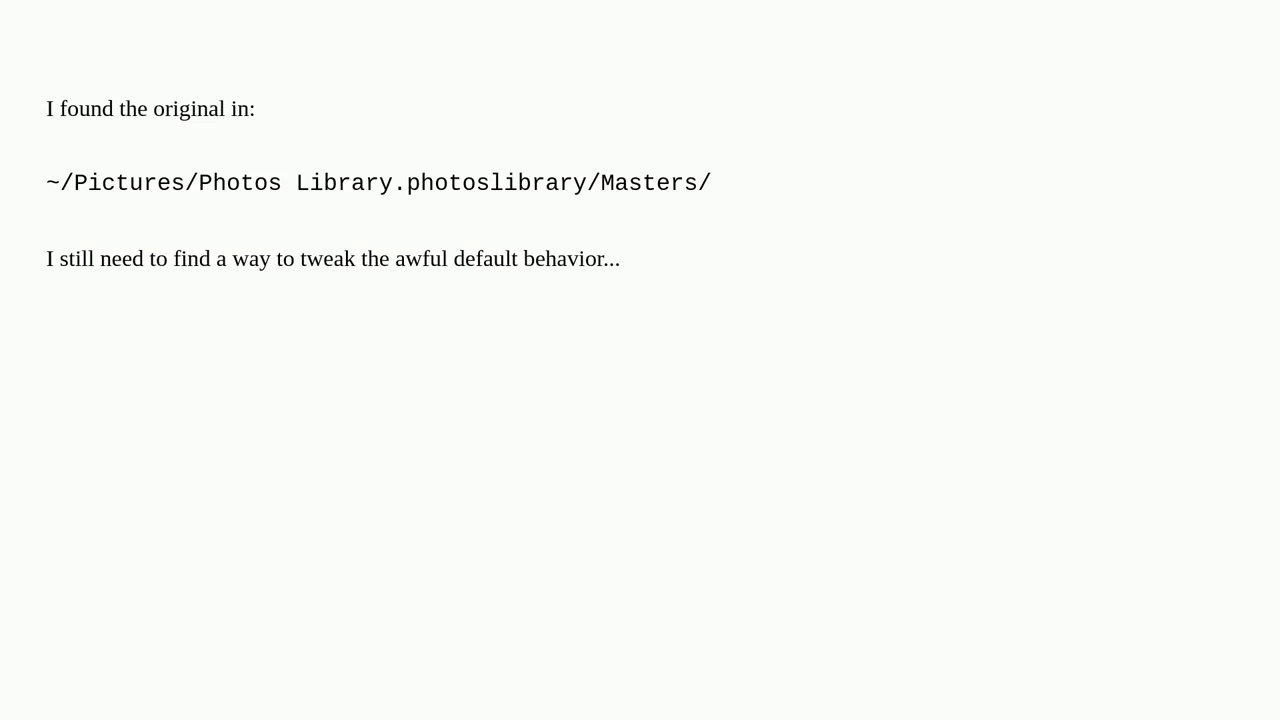 I found the original in:
~/Pictures/Photos Library.photoslibrary/Masters/
I still need to find a way to tweak the awful default behavior...